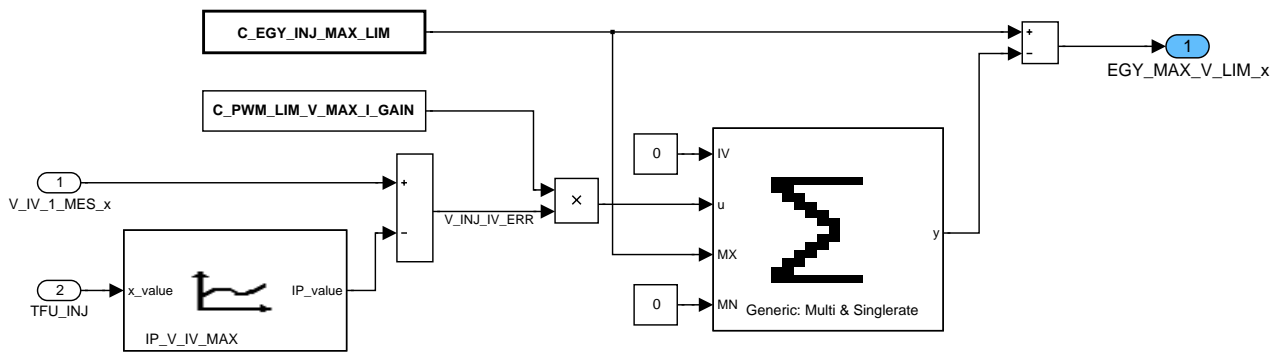 C_EGY_INJ_MAX_LIM
+
−
1
EGY_MAX_V_LIM_x
C_PWM_LIM_V_MAX_I_GAIN
0
IV
1
V_IV_1_MES_x
+
−
V_INJ_IV_ERR
×
u
y
MX
2
TFU_INJ
x_value
IP_value
IP_V_IV_MAX
0
MN
Generic: Multi & Singlerate